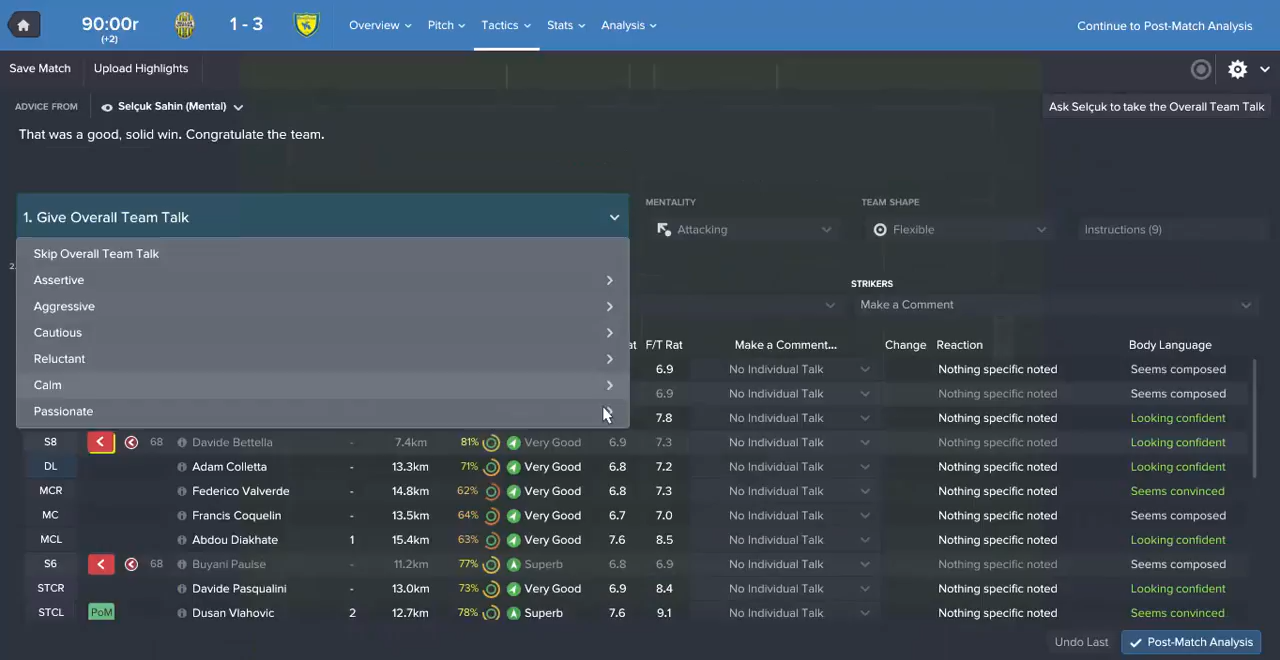 90:00r
(+2)
1 - 3
Overview
Pitch
Tactics
Stats
Analysis
Continue to Post-Match Analysis
Save Match
Upload Highlights
ADVICE FROM
Selçuk Sahin (Mental)
Ask Selçuk to take the Overall Team Talk
That was a good, solid win. Congratulate the team.
1. Give Overall Team Talk
MENTALITY
TEAM SHAPE
Attacking
Flexible
Instructions (9)
Skip Overall Team Talk
2.
Assertive
Aggressive
Cautious
Reluctant
Calm
Passionate
STRIKERS
Make a Comment
at F/T Rat Make a Comment... Change Reaction Body Language
6.9 No Individual Talk Nothing specific noted Seems composed
6.9 No Individual Talk Nothing specific noted Seems composed
7.8 No Individual Talk Nothing specific noted Looking confident
S8 68 Davide Bettella - 7.4km 81% Very Good 6.9 7.3 No Individual Talk Nothing specific noted Looking confident
DL Adam Colletta - 13.3km 71% Very Good 6.8 7.2 No Individual Talk Nothing specific noted Looking confident
MCR Federico Valverde - 14.8km 62% Very Good 6.8 7.3 No Individual Talk Nothing specific noted Seems convinced
MC Francis Coquelin - 13.5km 64% Very Good 6.7 7.0 No Individual Talk Nothing specific noted Seems composed
MCL Abdou Diakhate 1 15.4km 63% Very Good 7.6 8.5 No Individual Talk Nothing specific noted Looking confident
S6 68 Buyani Paulse - 11.2km 77% Superb 6.8 6.9 No Individual Talk Nothing specific noted Seems composed
STCR Davide Pasqualini - 13.0km 73% Very Good 6.9 8.4 No Individual Talk Nothing specific noted Looking confident
STCL PoM Dusan Vlahovic 2 12.7km 78% Superb 7.6 9.1 No Individual Talk Nothing specific noted Seems convinced
Undo Last
Post-Match Analysis